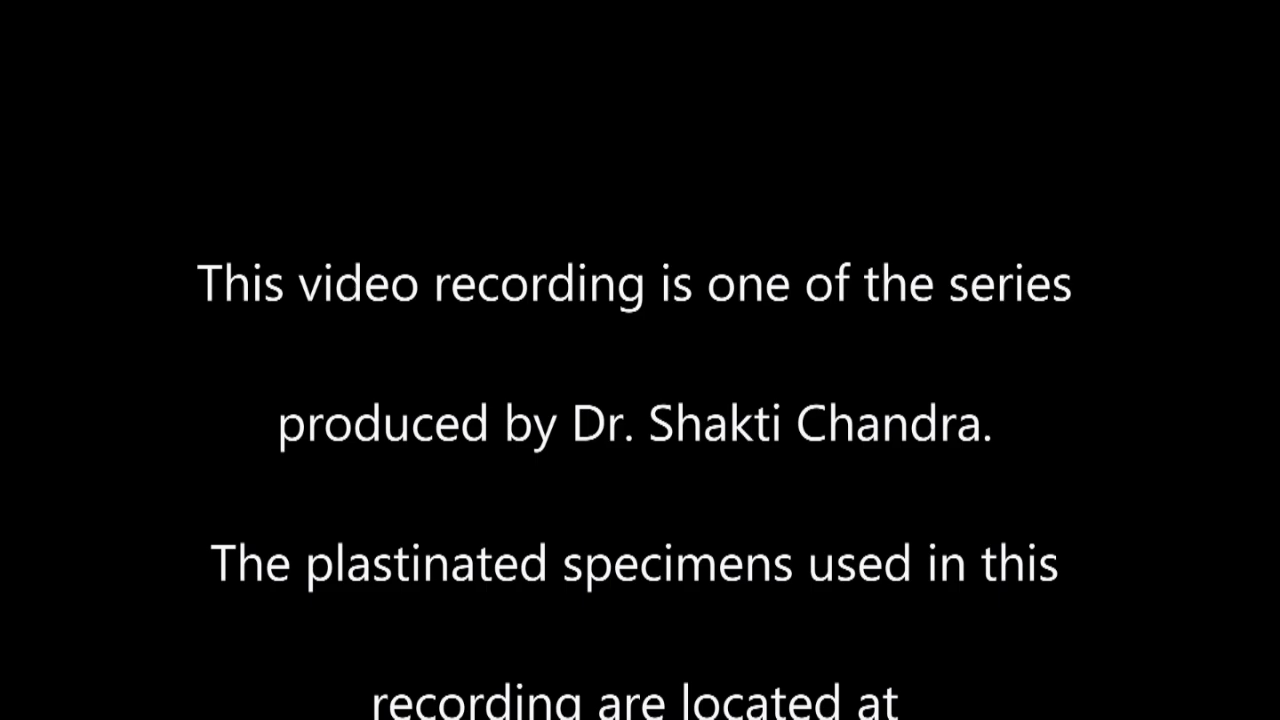 This video recording is one of the series
produced by Dr. Shakti Chandra.
The plastinated specimens used in this
recording are located at